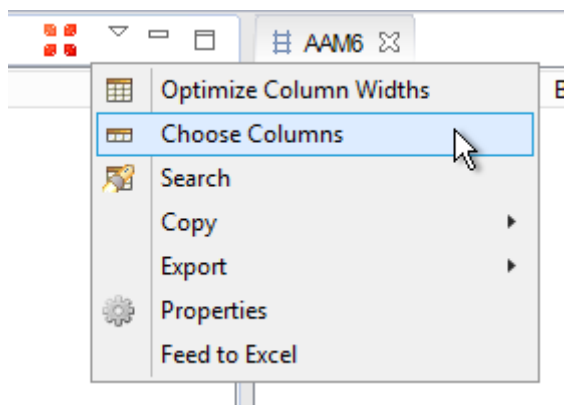 AAM6
Optimize Column Widths
Choose Columns
Search
Copy
Export
Properties
Feed to Excel